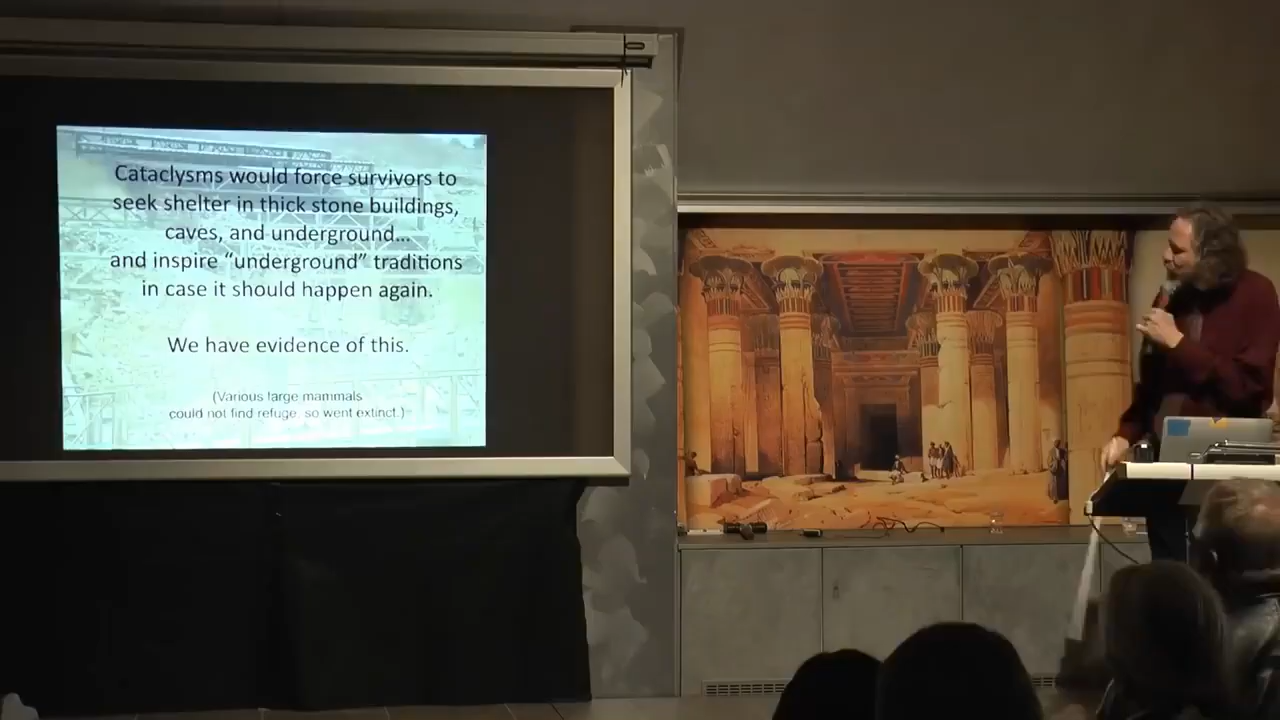 Cataclysms would force survivors to
seek shelter in thick stone buildings,
caves, and underground...
and inspire “underground” traditions
in case it should happen again.
We have evidence of this.
(Various large mammals
could not find refuge, so went extinct.)